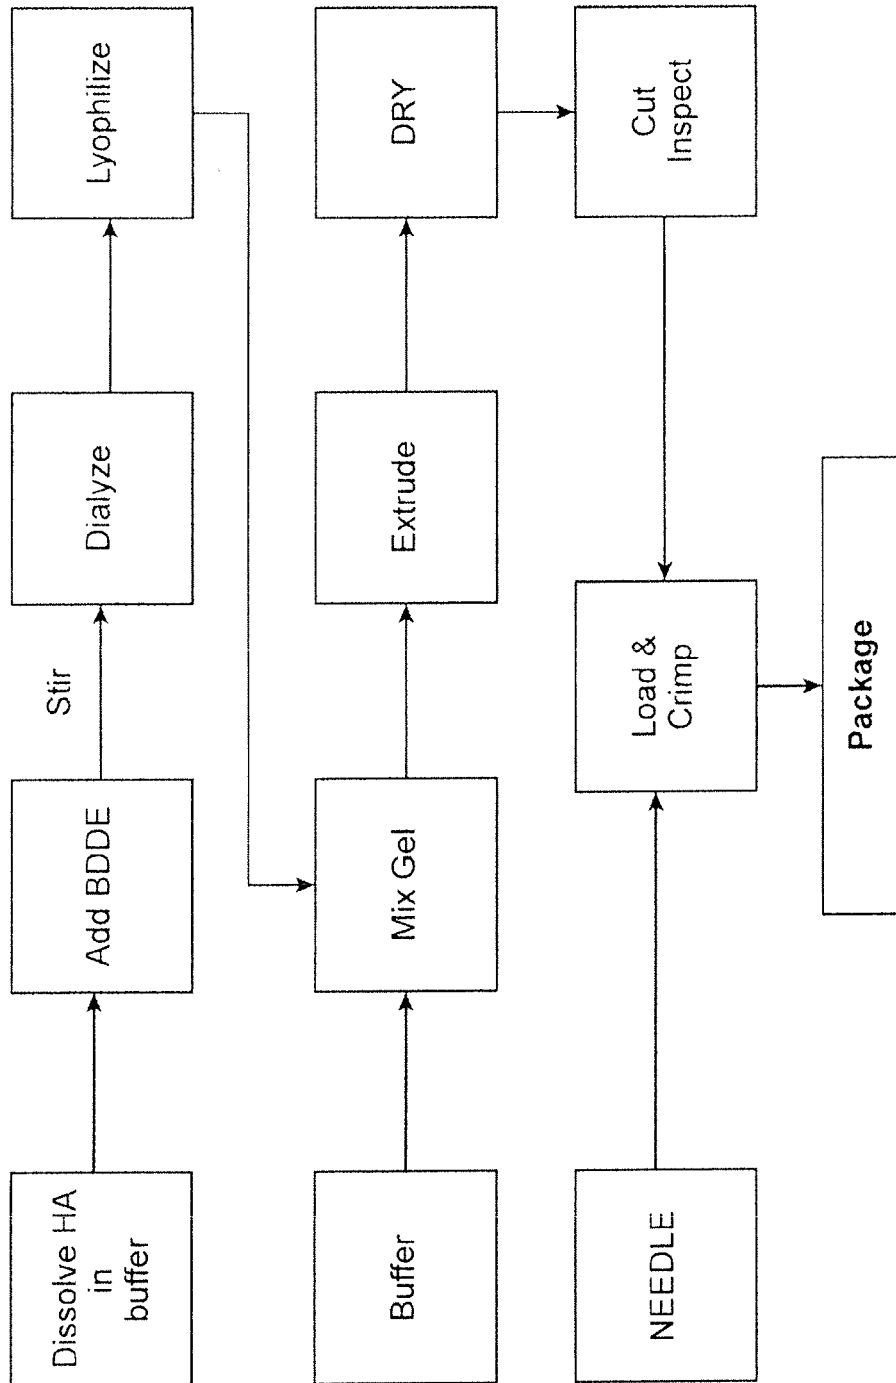 Dissolve HA
in
buffer
Add BDDE
Stir
Dialyze
Lyophilize
Buffer
Mix Gel
Extrude
DRY
NEEDLE
Load &
Crimp
Cut
Inspect
Package